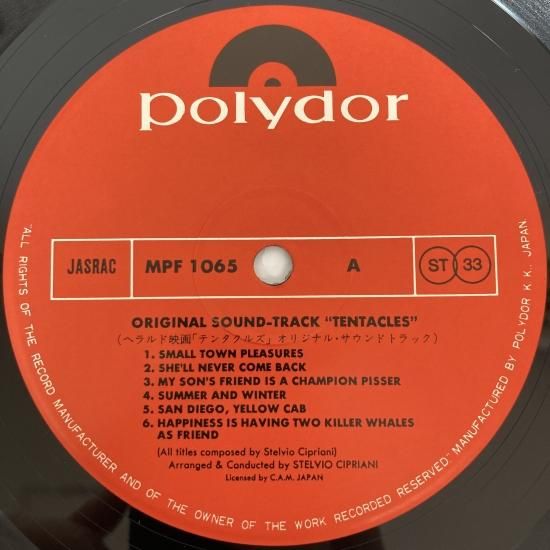 polydor
JASRAC
MPF 1065
A
ST 33
ORIGINAL SOUND-TRACK "TENTACLES"
(ヘラルド映画「テンタクルズ」オリジナル・サウンドトラック)
1. SMALL TOWN PLEASURES
2. SHE'LL NEVER COME BACK
3. MY SON'S FRIEND IS A CHAMPION PISSER
4. SUMMER AND WINTER
5. SAN DIEGO, YELLOW CAB
6. HAPPINESS IS HAVING TWO KILLER WHALES
AS FRIEND
(All titles composed by Stelvio Cipriani)
Arranged & Conducted by STELVIO CIPRIANI
Licensed by C.A.M. JAPAN
"ALL RIGHTS OF THE RECORD MANUFACTURER AND OF THE OWNER OF THE WORK RECORDED RESERVED." MANUFACTURED BY POLYDOR K.K., JAPAN